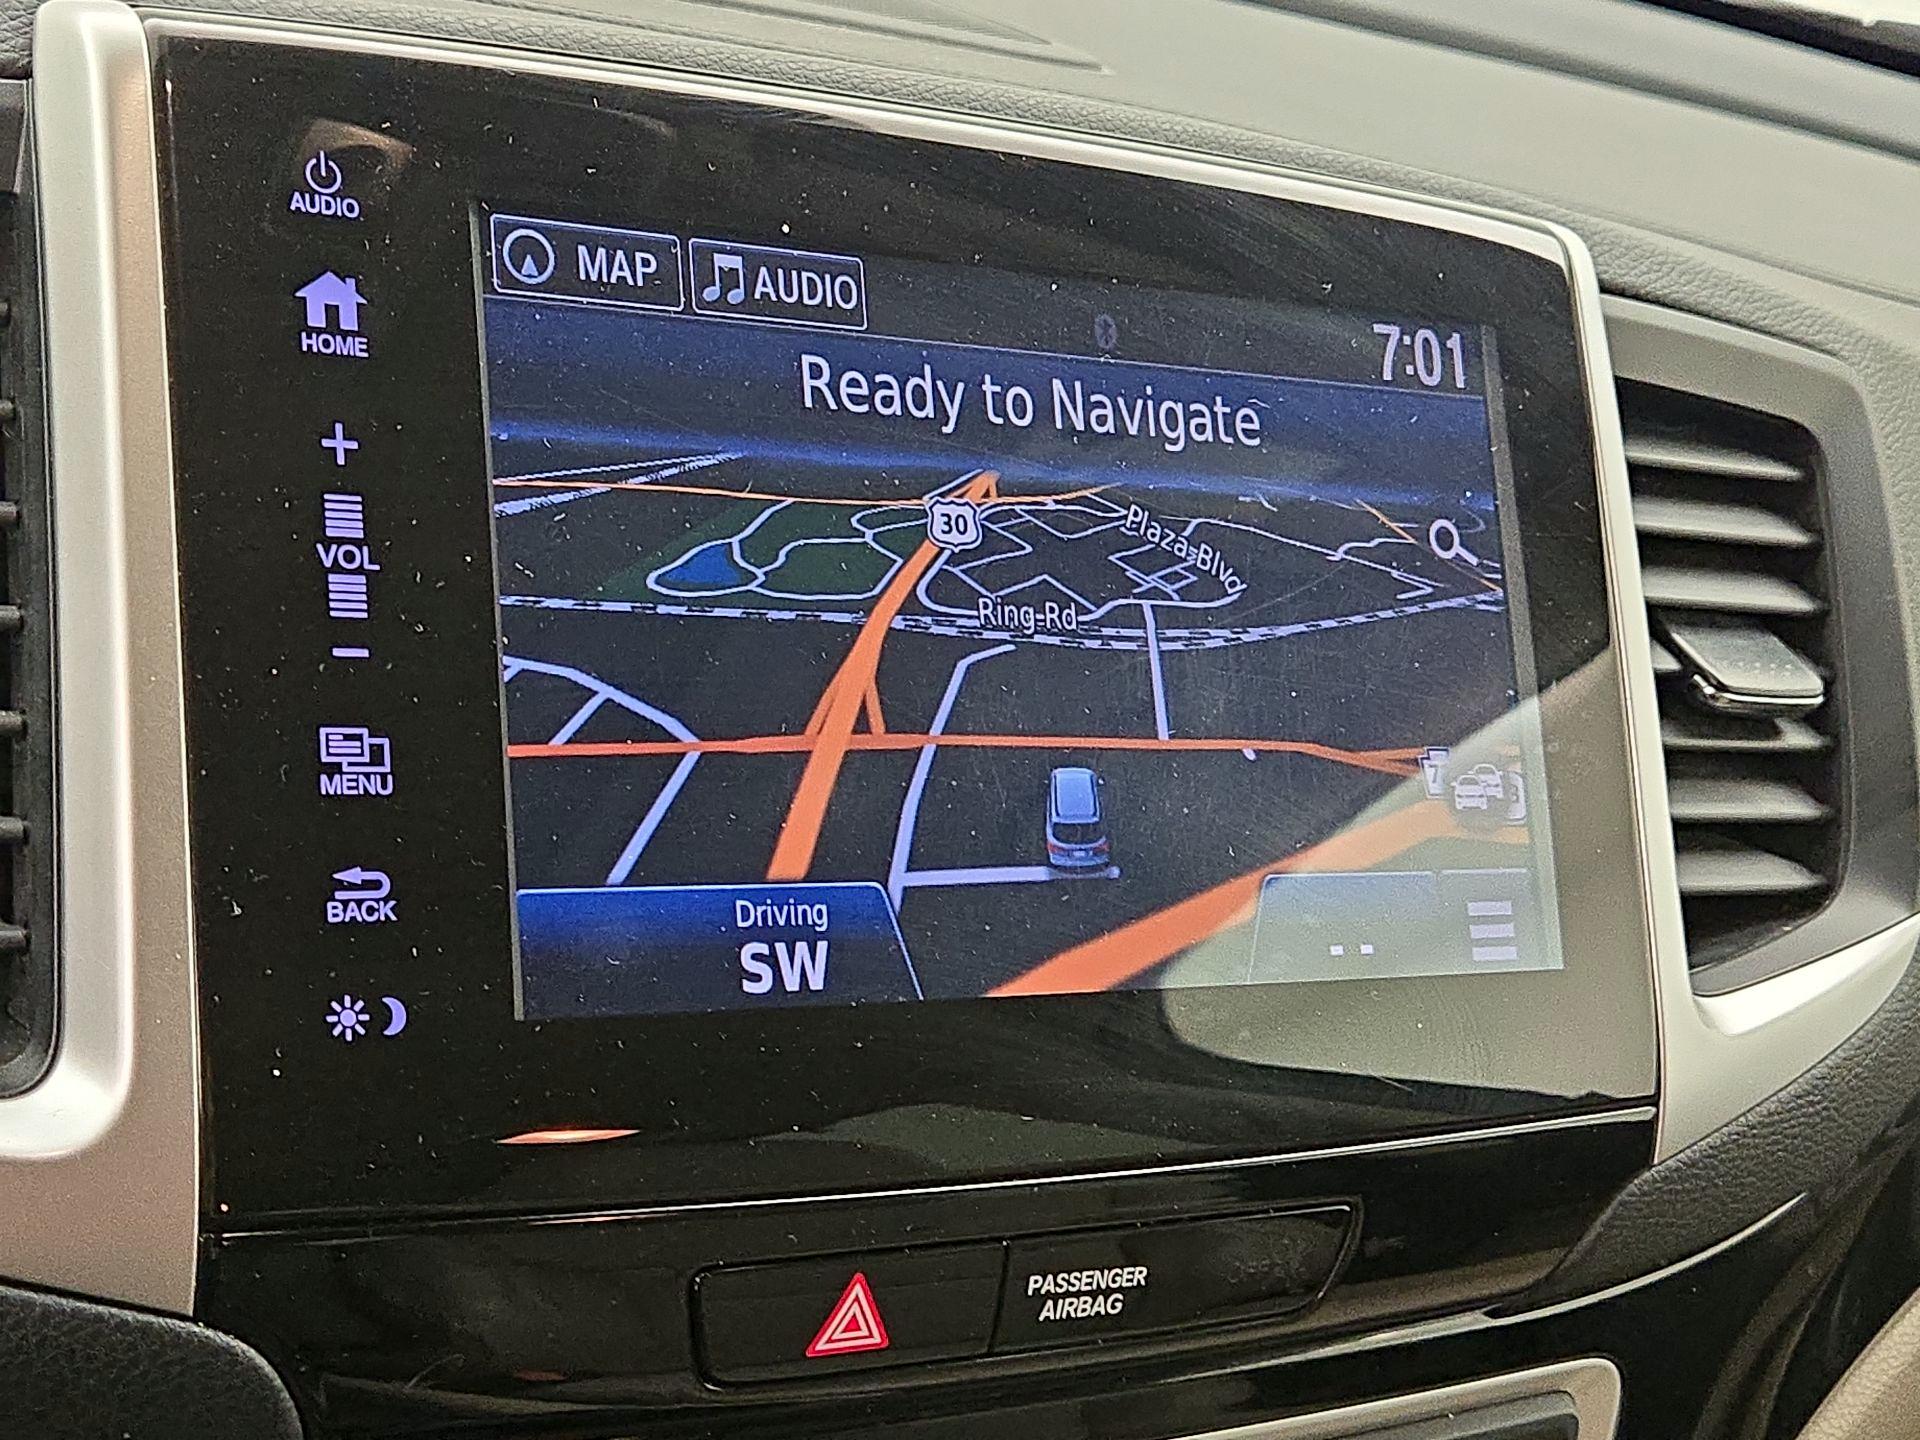 AUDIO
HOME
+
VOL
-
MENU
BACK
MAP
AUDIO
7:01
Ready to Navigate
30
Plaza Blvd
Ring Rd
7
Driving
SW
PASSENGER
AIRBAG